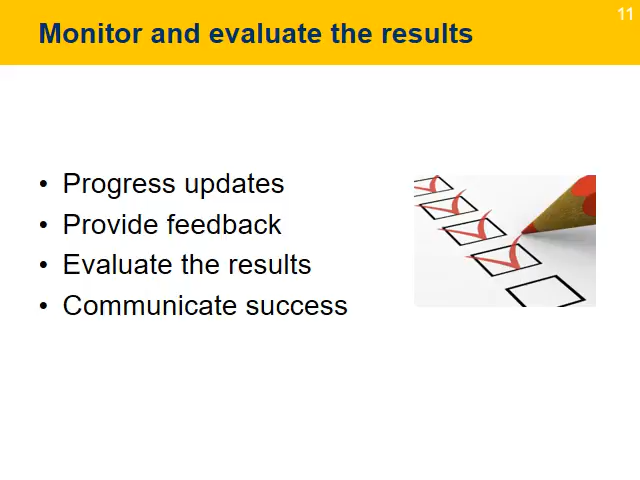 11
Monitor and evaluate the results
• Progress updates
• Provide feedback
• Evaluate the results
• Communicate success